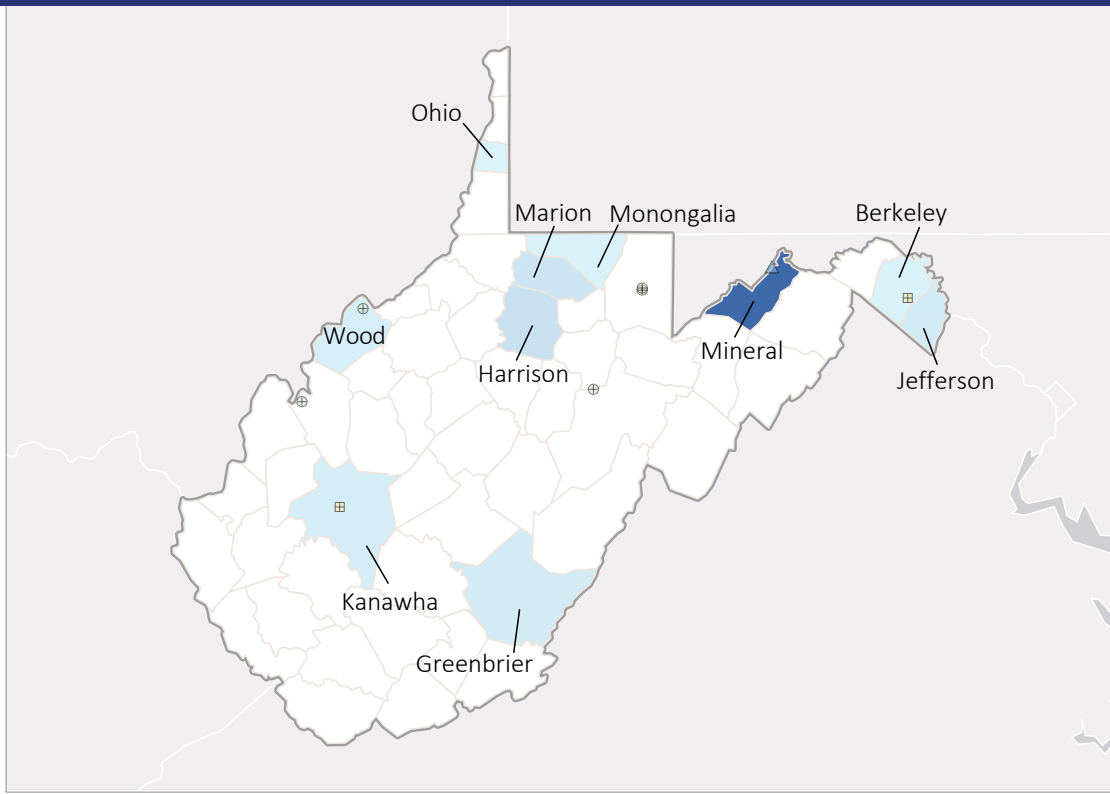 Ohio
Marion
Monongalia
Berkeley
Wood
Harrison
Mineral
Jefferson
Kanawha
Greenbrier